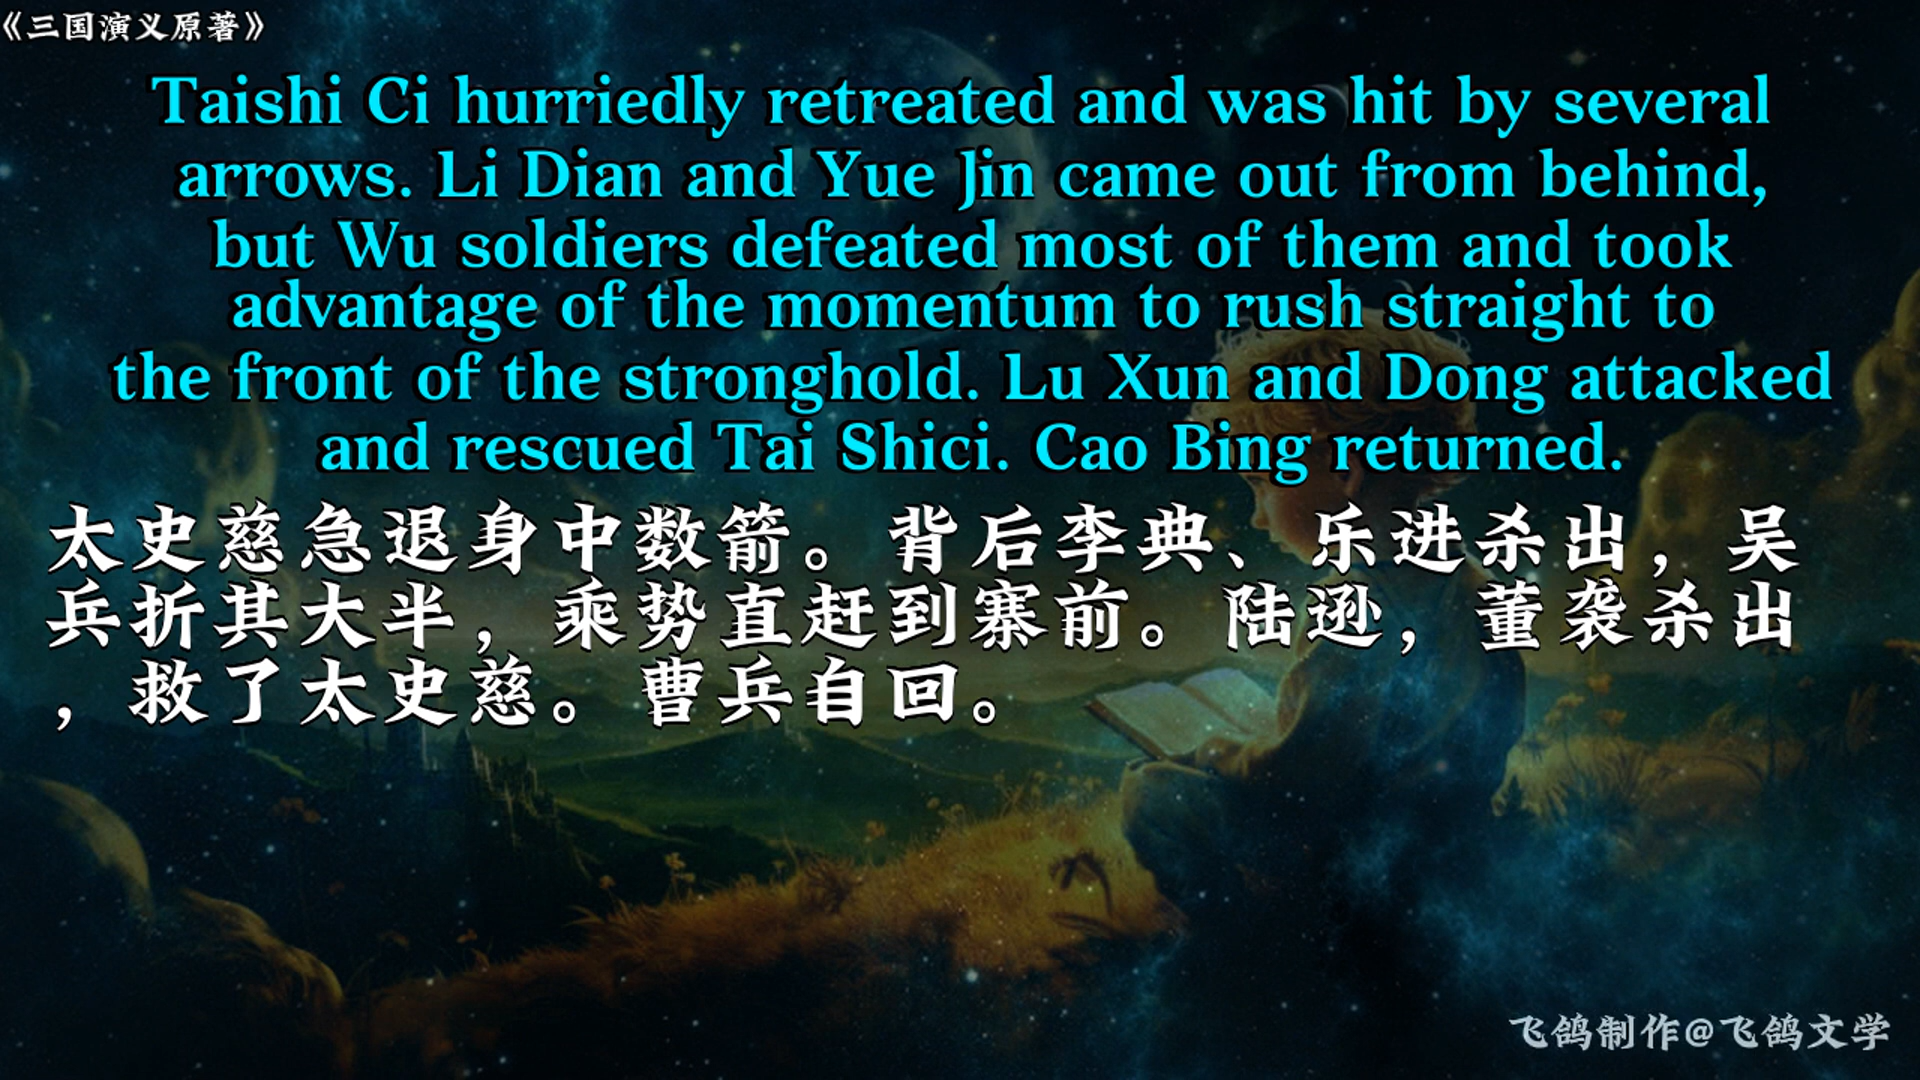 《三国演义原著》
Taishi Ci hurriedly retreated and was hit by several
arrows. Li Dian and Yue Jin came out from behind,
but Wu soldiers defeated most of them and took
advantage of the momentum to rush straight to
the front of the stronghold. Lu Xun and Dong attacked
and rescued Tai Shici. Cao Bing returned.
太史慈急退身中数箭。背后李典、乐进杀出，吴
兵折其大半，乘势直赶到寨前。陆逊，董袭杀出
，救了太史慈。曹兵自回。
飞鸽制作@飞鸽文学